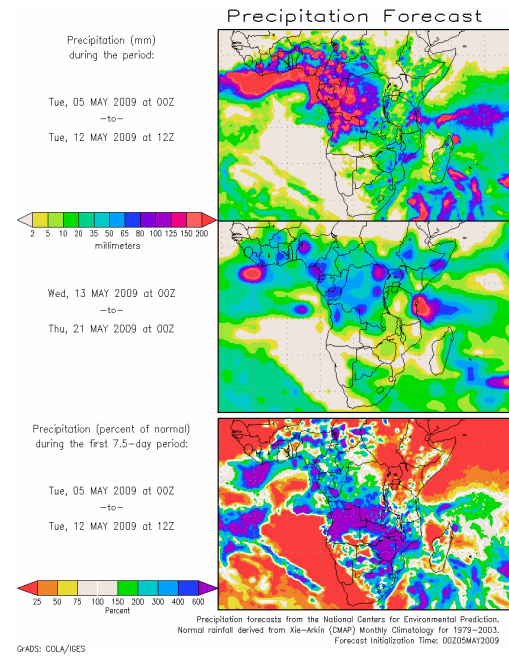 Precipitation Forecast
Precipitation (mm)
during the period:
Tue, 05 MAY 2009 at 00Z
—to—
Tue, 12 MAY 2009 at 12Z
2 5 10 20 35 50 65 80 100 125 150 200
millimeters
Wed, 13 MAY 2009 at 00Z
—to—
Thu, 21 MAY 2009 at 00Z
Precipitation (percent of normal)
during the first 7.5-day period:
Tue, 05 MAY 2009 at 00Z
—to—
Tue, 12 MAY 2009 at 12Z
25 50 75 100 150 200 300 400 600
Percent
Precipitation forecasts from the National Centers for Environmental Prediction.
Normal rainfall derived from Xie-Arkin (CMAP) Monthly Climatology for 1979-2003.
Forecast Initialization Time: 00Z05MAY2009
GrADS: COLA/IGES